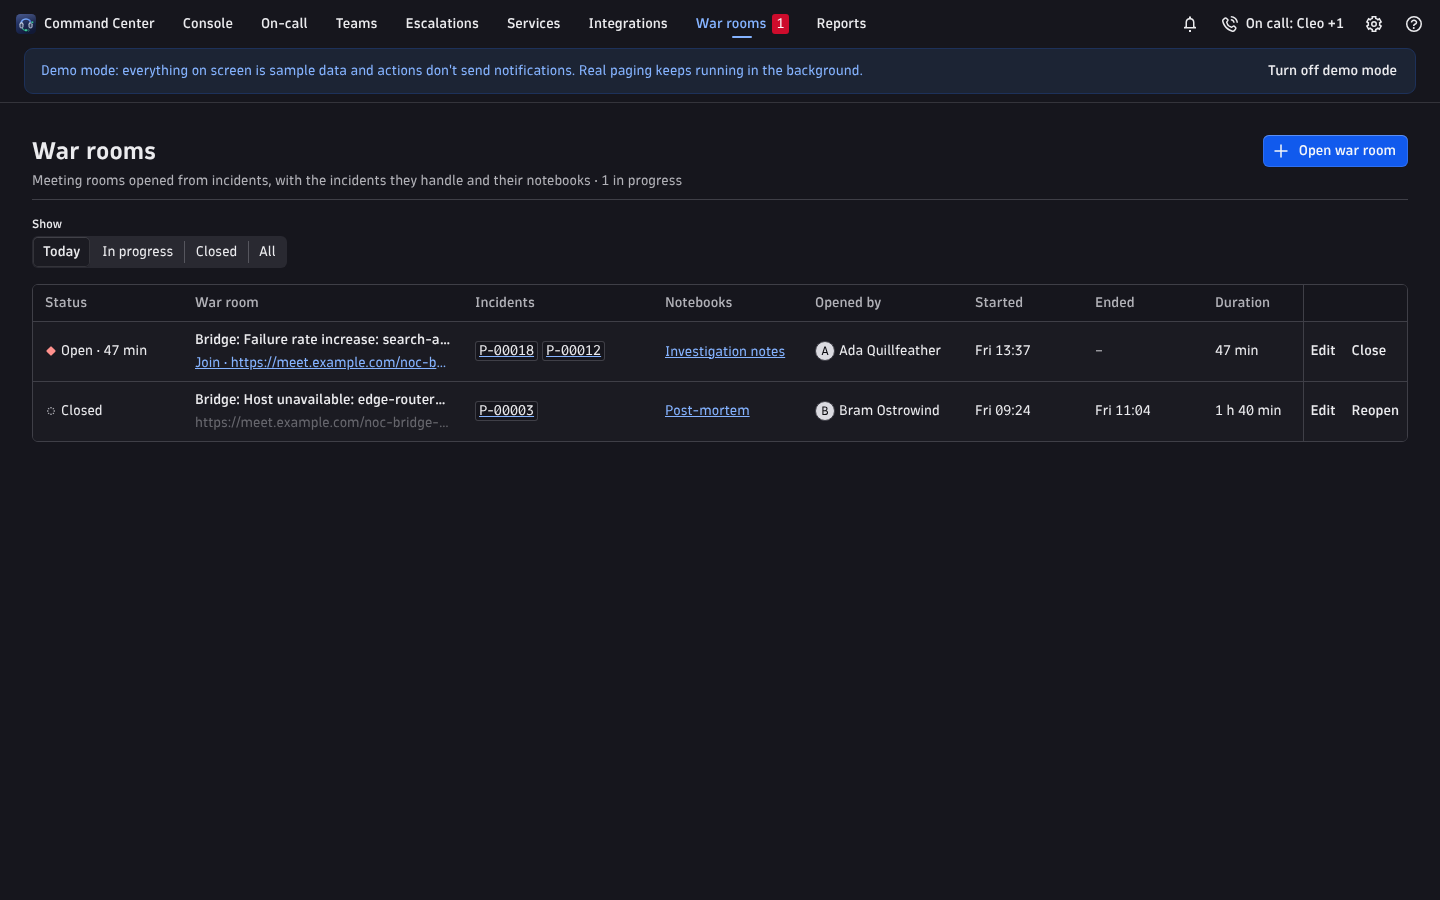 Command Center Console On-call Teams Escalations Services Integrations War rooms 1 Reports On call: Cleo +1
Demo mode: everything on screen is sample data and actions don't send notifications. Real paging keeps running in the background. Turn off demo mode
War rooms
Open war room
Meeting rooms opened from incidents, with the incidents they handle and their notebooks · 1 in progress
Show
Today In progress Closed All
Status War room Incidents Notebooks Opened by Started Ended Duration
Open · 47 min Bridge: Failure rate increase: search-a... P-00018 P-00012 Investigation notes A Ada Quillfeather Fri 13:37 – 47 min Edit Close
Join · https://meet.example.com/noc-b...
Closed Bridge: Host unavailable: edge-router... P-00003 Post-mortem B Bram Ostrowind Fri 09:24 Fri 11:04 1 h 40 min Edit Reopen
https://meet.example.com/noc-bridge-...